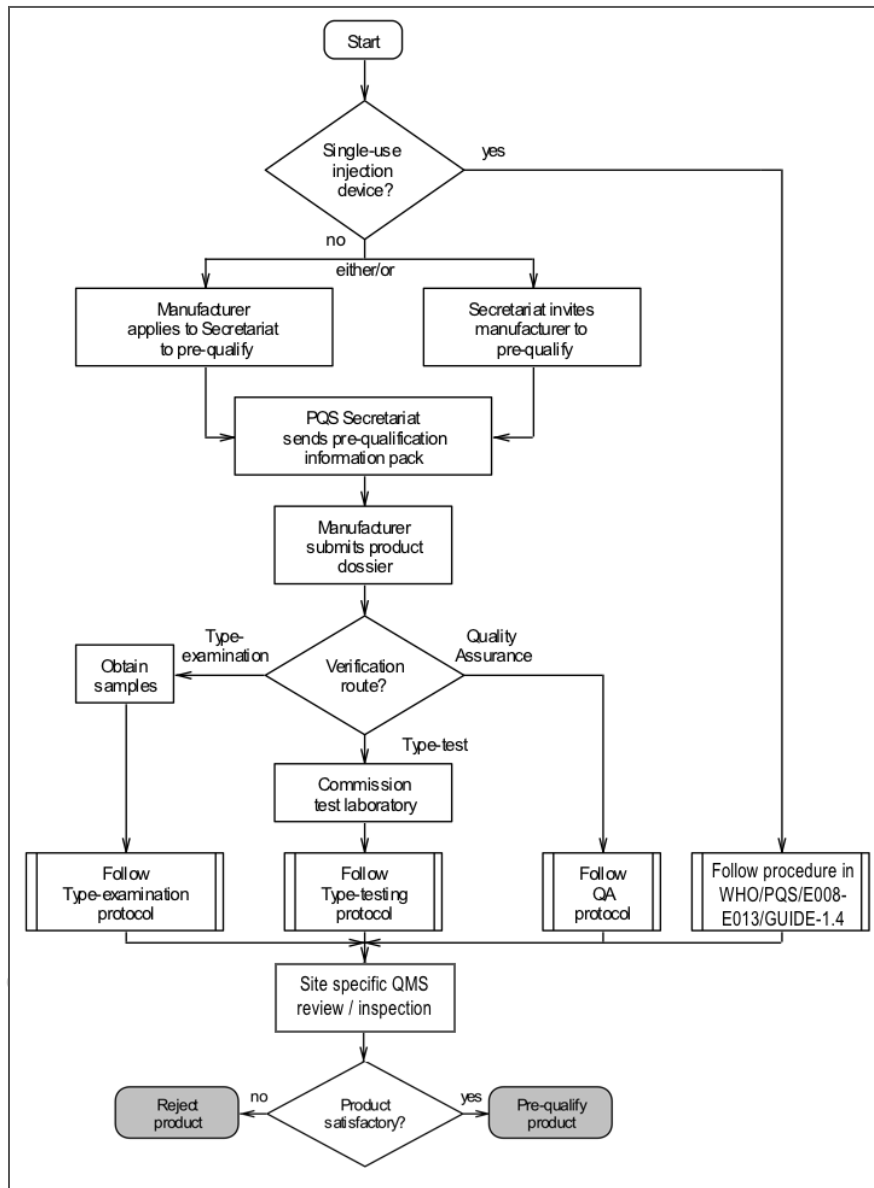 Start
Single-use
injection
device?
yes
no
either/or
Manufacturer
applies to Secretariat
to pre-qualify
Secretariat invites
manufacturer to
pre-qualify
PQS Secretariat
sends pre-qualification
information pack
Manufacturer
submits product
dossier
Type-
examination
Quality
Assurance
Obtain
samples
Verification
route?
Type-test
Commission
test laboratory
Follow
Type-examination
protocol
Follow
Type-testing
protocol
Follow
QA
protocol
Follow procedure in
WHO/PQS/E008-
E013/GUIDE-1.4
Site specific QMS
review / inspection
Reject
product
no
Product
satisfactory?
yes
Pre-qualify
product